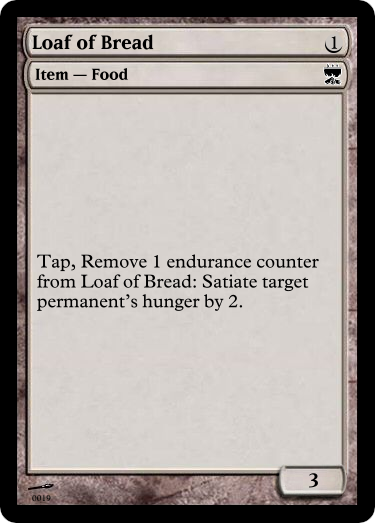 Loaf of Bread 1
Item — Food
Tap, Remove 1 endurance counter
from Loaf of Bread: Satiate target
permanent's hunger by 2.
3
0019